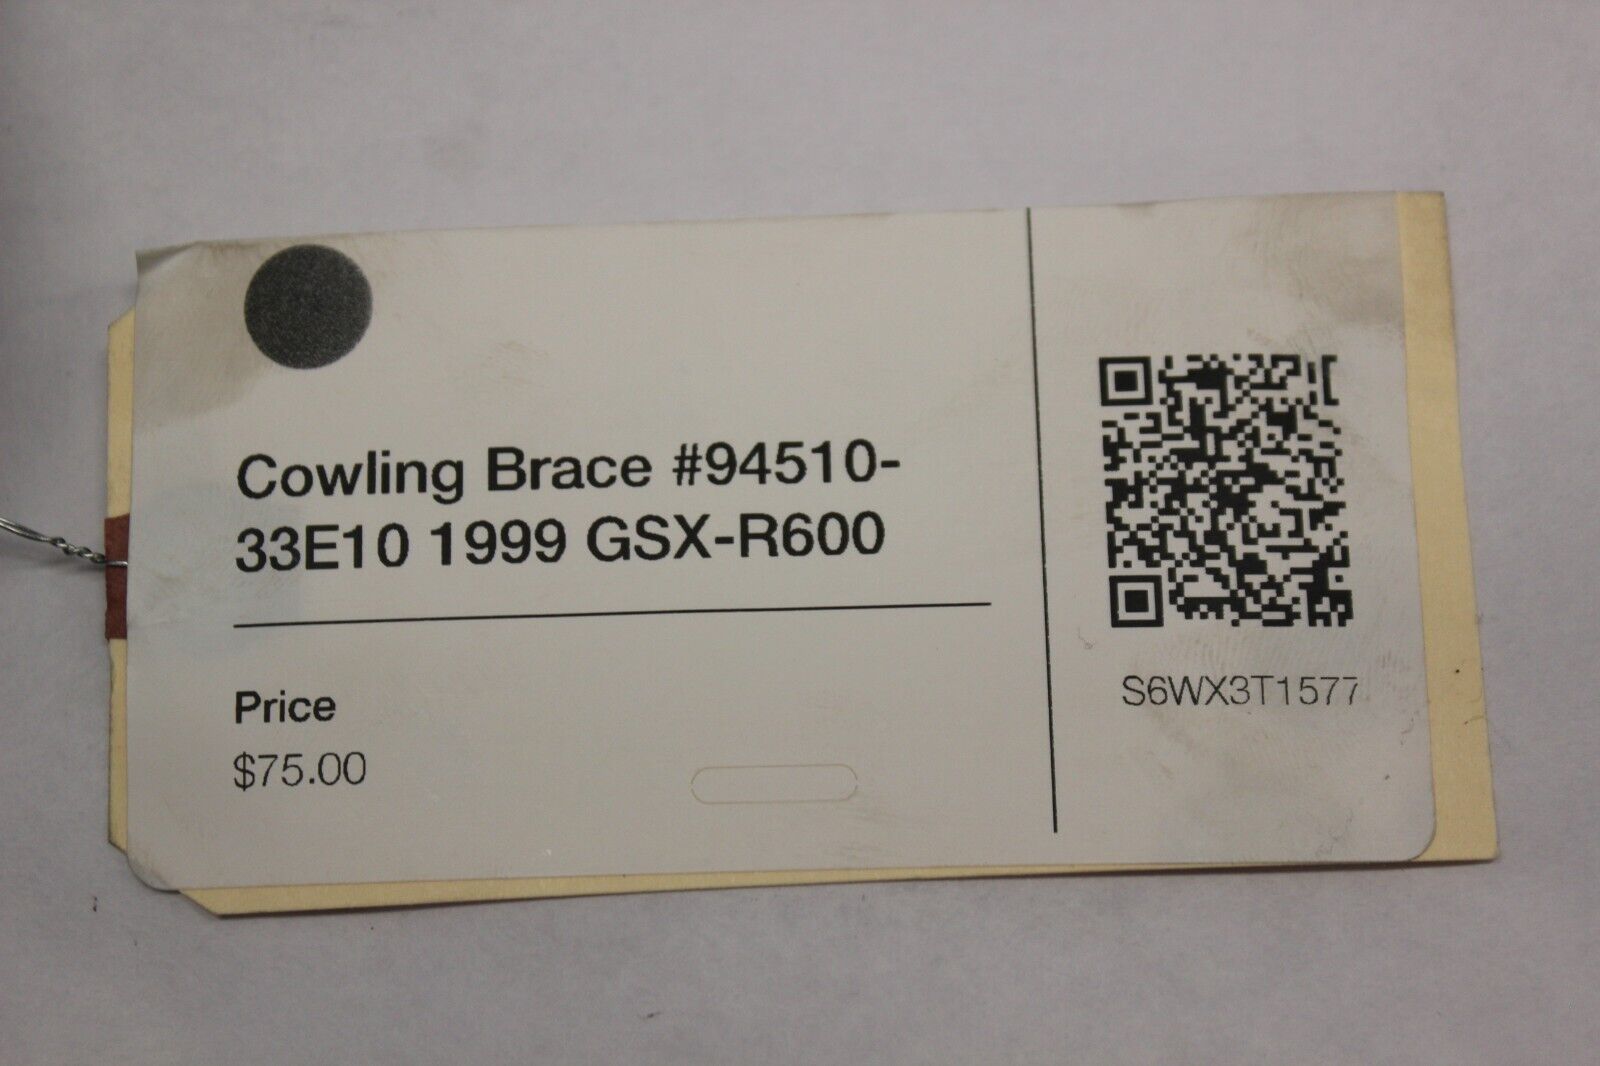 Cowling Brace #94510-
33E10 1999 GSX-R600
Price
$75.00
S6WX3T1577